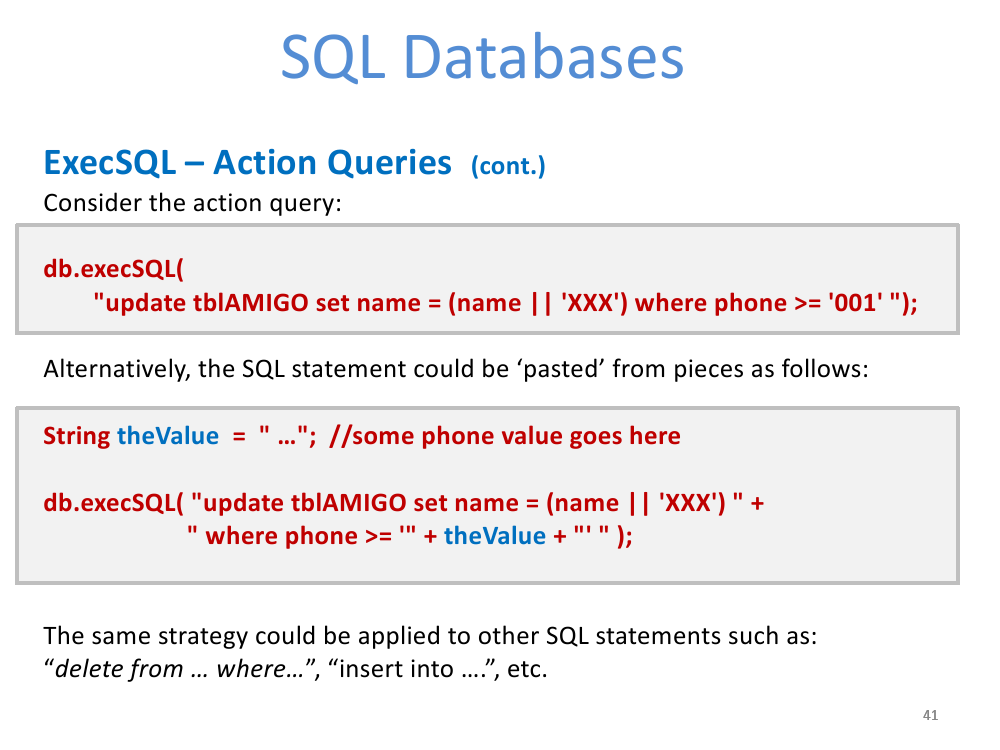 SQL Databases
ExecSQL – Action Queries (cont.)
Consider the action query:
db.execSQL(
"update tblAMIGO set name = (name || 'XXX') where phone >= '001' ");
Alternatively, the SQL statement could be ‘pasted’ from pieces as follows:
String theValue = " …"; //some phone value goes here
db.execSQL( "update tblAMIGO set name = (name || 'XXX') " +
" where phone >= '" + theValue + "' " );
The same strategy could be applied to other SQL statements such as:
“delete from … where…”, “insert into ….”, etc.
41